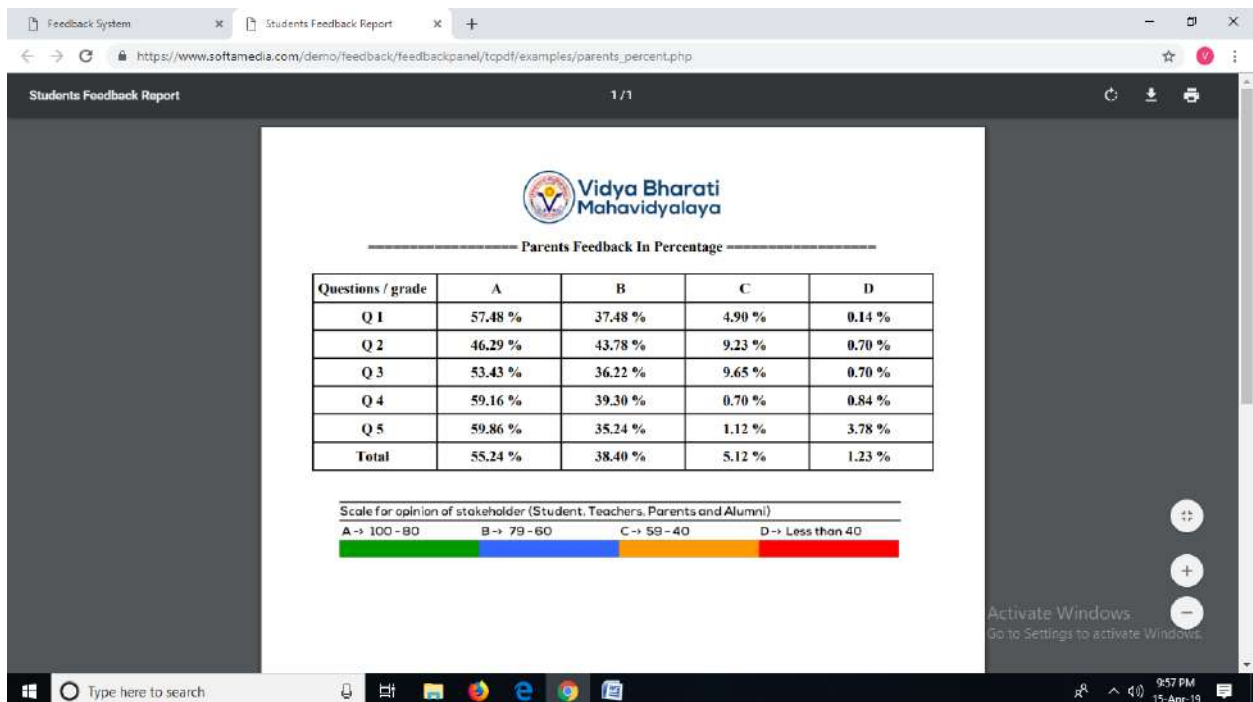 Feedback System
Students Feedback Report
https://www.softamedia.com/demo/feedback/feedbackpanel/tcpdf/examples/parents_percent.php
V
Students Feedback Report
1 / 1
Vidya Bharati
Mahavidyalaya
=================== Parents Feedback In Percentage ===================
Questions / grade A B C D
Q 1 57.48 % 37.48 % 4.90 % 0.14 %
Q 2 46.29 % 43.78 % 9.23 % 0.70 %
Q 3 53.43 % 36.22 % 9.65 % 0.70 %
Q 4 59.16 % 39.30 % 0.70 % 0.84 %
Q 5 59.86 % 35.24 % 1.12 % 3.78 %
Total 55.24 % 38.40 % 5.12 % 1.23 %
Scale for opinion of stakeholder (Student, Teachers, Parents and Alumni)
A→ 100 - 80 B→ 79 - 60 C→ 59 - 40 D→ Less than 40
Activate Windows
Go to Settings to activate Windows.
Type here to search
9:57 PM
15-Apr-19